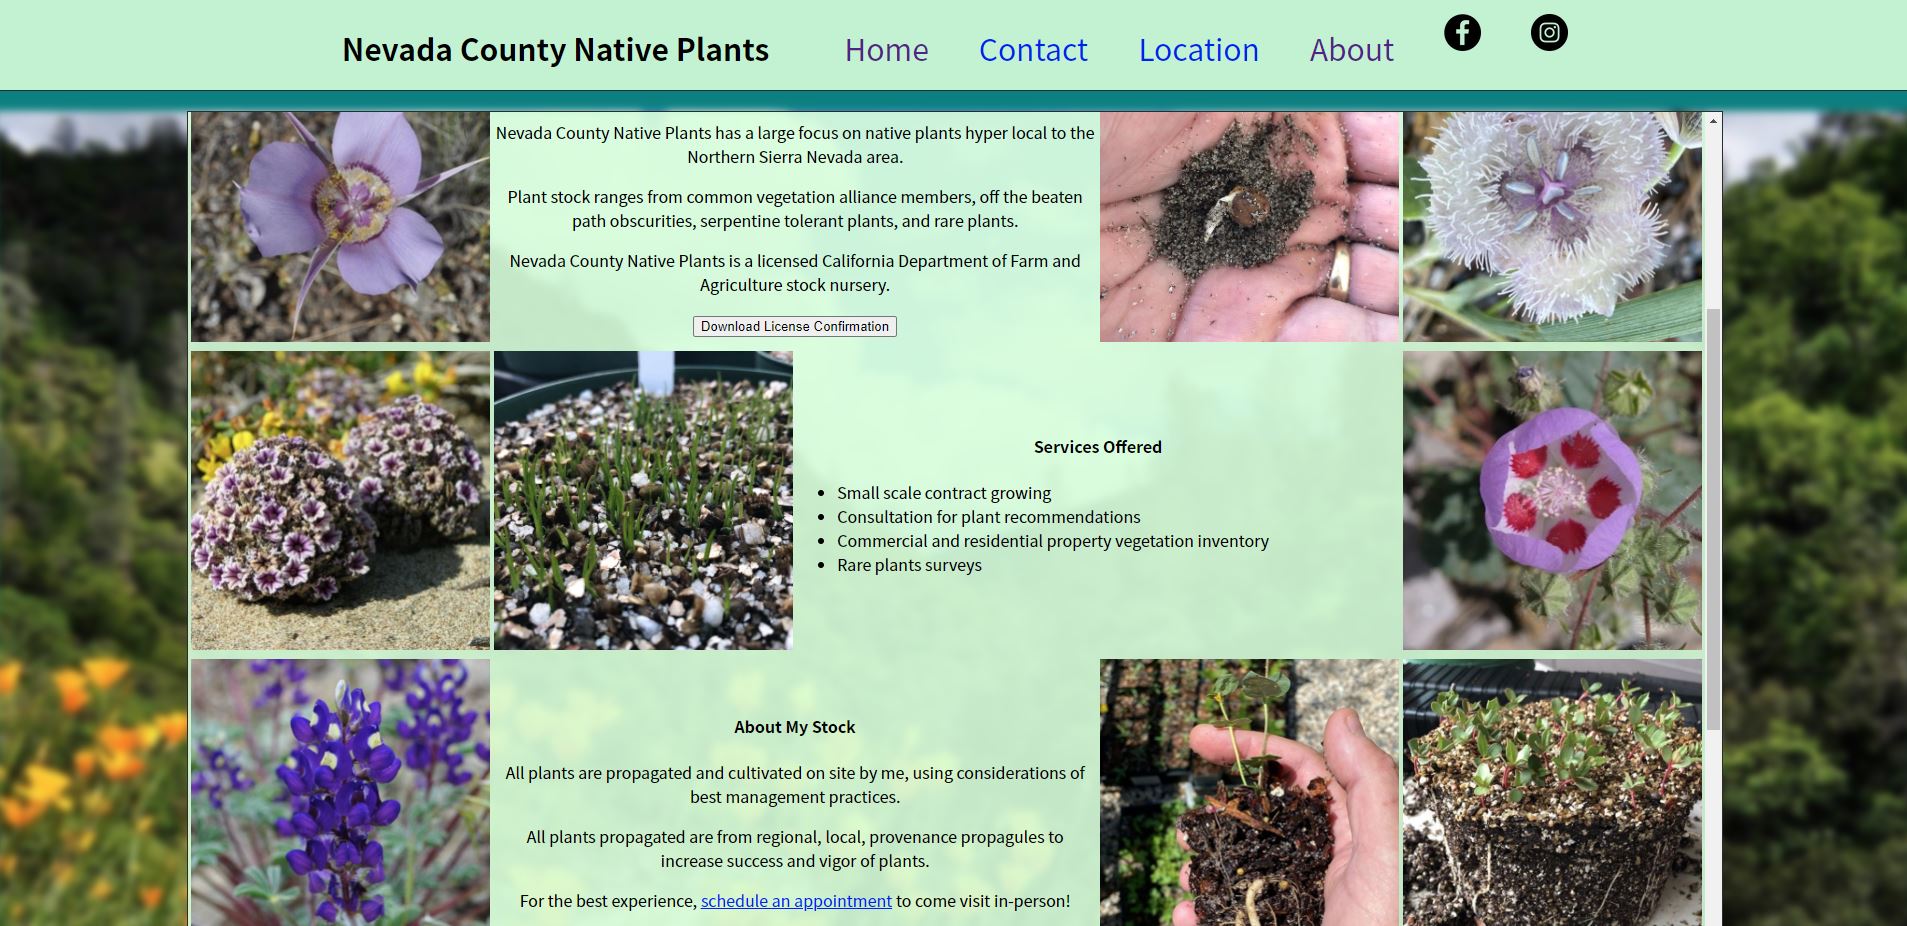 Nevada County Native Plants Home Contact Location About
Nevada County Native Plants has a large focus on native plants hyper local to the
Northern Sierra Nevada area.
Plant stock ranges from common vegetation alliance members, off the beaten
path obscurities, serpentine tolerant plants, and rare plants.
Nevada County Native Plants is a licensed California Department of Farm and
Agriculture stock nursery.
Download License Confirmation
Services Offered
• Small scale contract growing
• Consultation for plant recommendations
• Commercial and residential property vegetation inventory
• Rare plants surveys
About My Stock
All plants are propagated and cultivated on site by me, using considerations of
best management practices.
All plants propagated are from regional, local, provenance propagules to
increase success and vigor of plants.
For the best experience, schedule an appointment to come visit in-person!